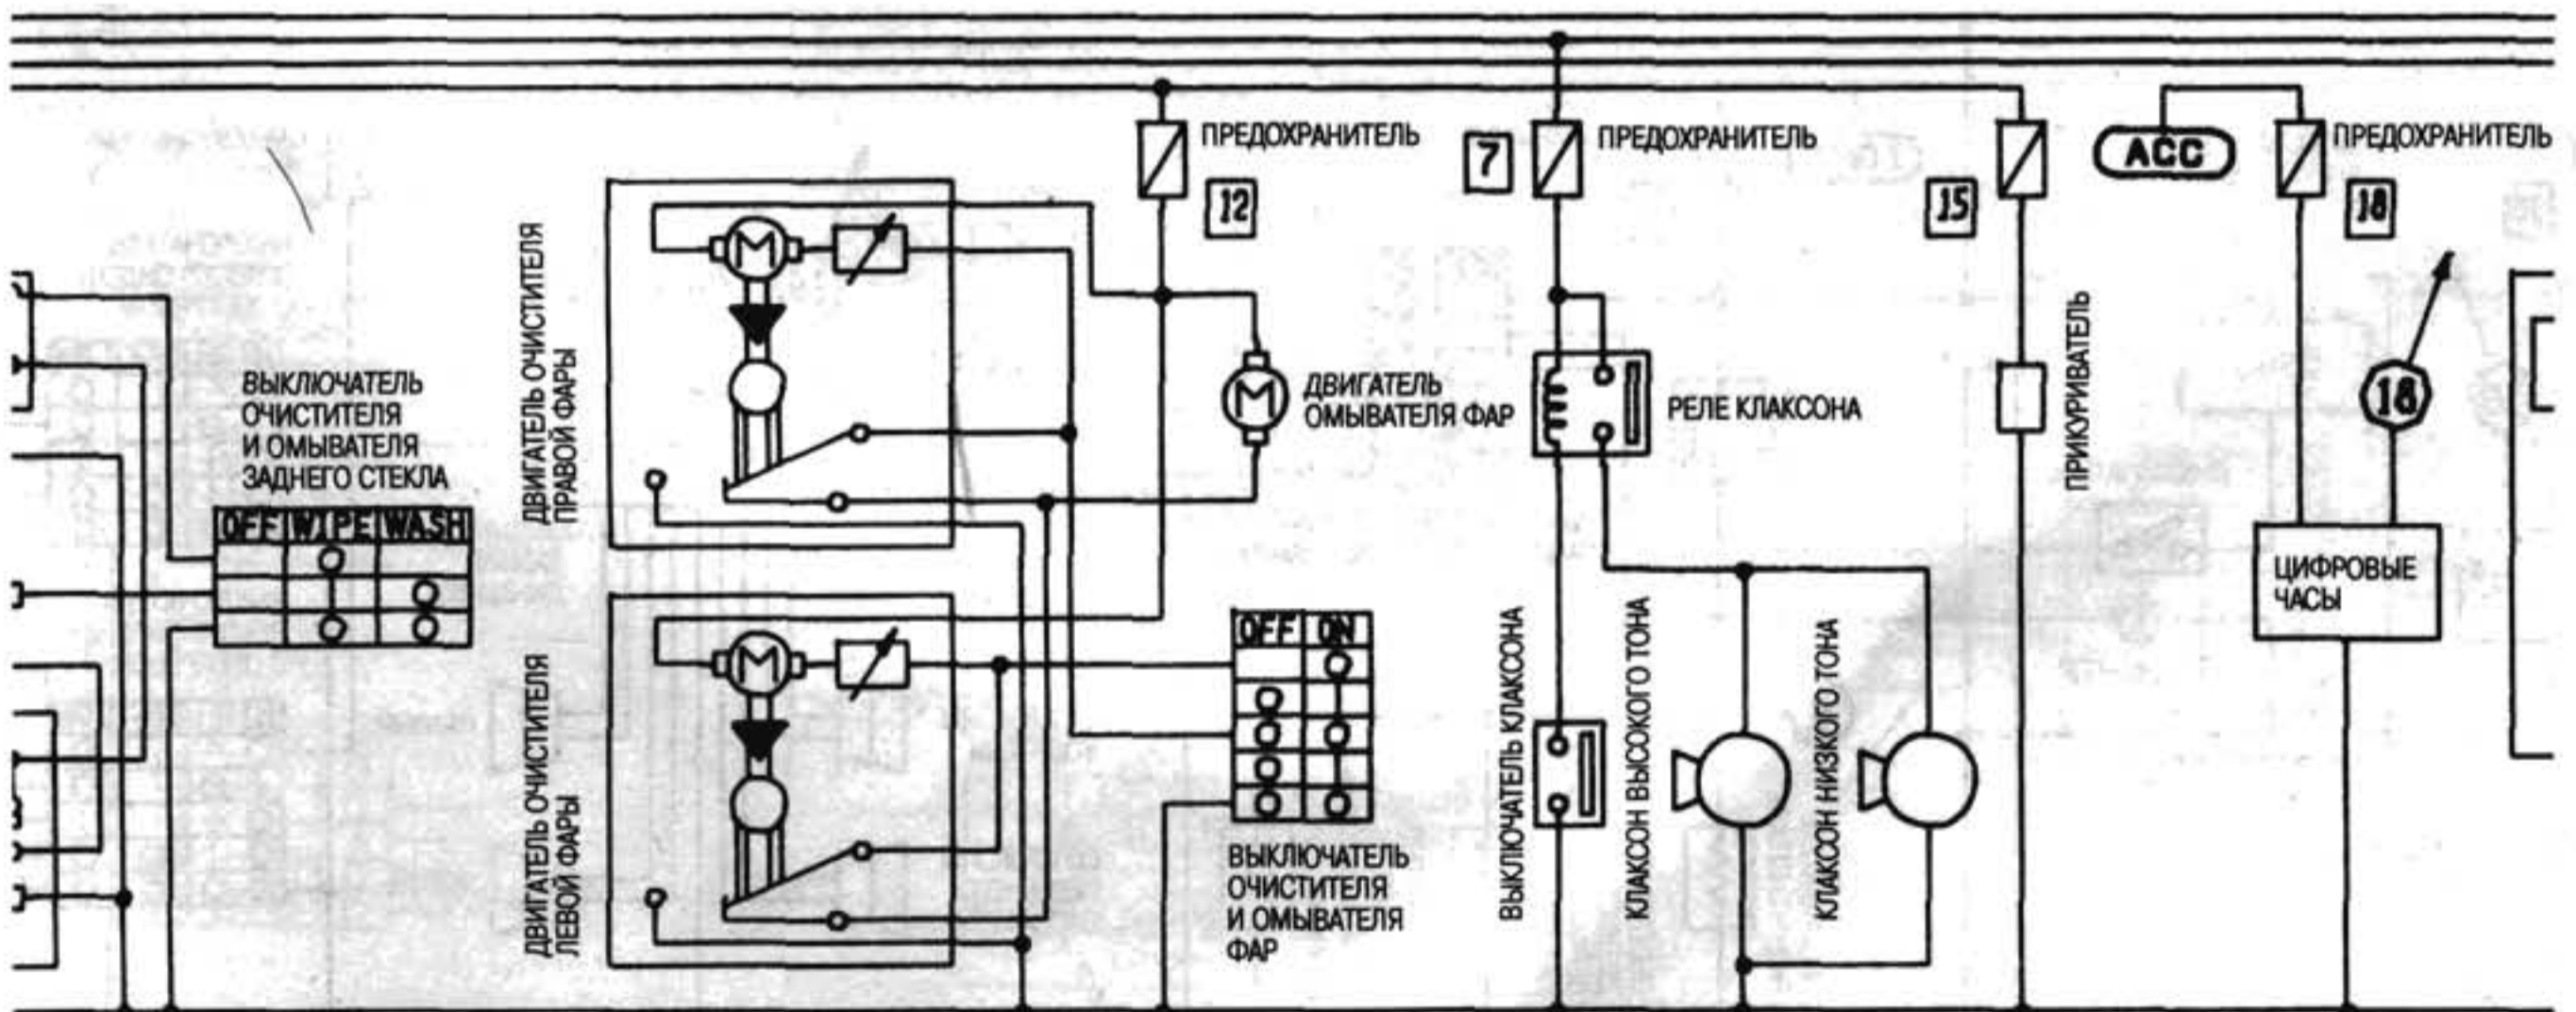 ПРЕДОХРАНИТЕЛЬ
12
7
ПРЕДОХРАНИТЕЛЬ
15
ACC
ПРЕДОХРАНИТЕЛЬ
18
18
ВЫКЛЮЧАТЕЛЬ
ОЧИСТИТЕЛЯ
И ОМЫВАТЕЛЯ
ЗАДНЕГО СТЕКЛА
OFF WIPE WASH
ДВИГАТЕЛЬ ОЧИСТИТЕЛЯ
ПРАВОЙ ФАРЫ
M
M
ДВИГАТЕЛЬ
ОМЫВАТЕЛЯ ФАР
РЕЛЕ КЛАКСОНА
ПРИКУРИВАТЕЛЬ
ЦИФРОВЫЕ
ЧАСЫ
ДВИГАТЕЛЬ ОЧИСТИТЕЛЯ
ЛЕВОЙ ФАРЫ
M
OFF ON
ВЫКЛЮЧАТЕЛЬ
ОЧИСТИТЕЛЯ
И ОМЫВАТЕЛЯ
ФАР
ВЫКЛЮЧАТЕЛЬ КЛАКСОНА
КЛАКСОН ВЫСОКОГО ТОНА
КЛАКСОН НИЗКОГО ТОНА